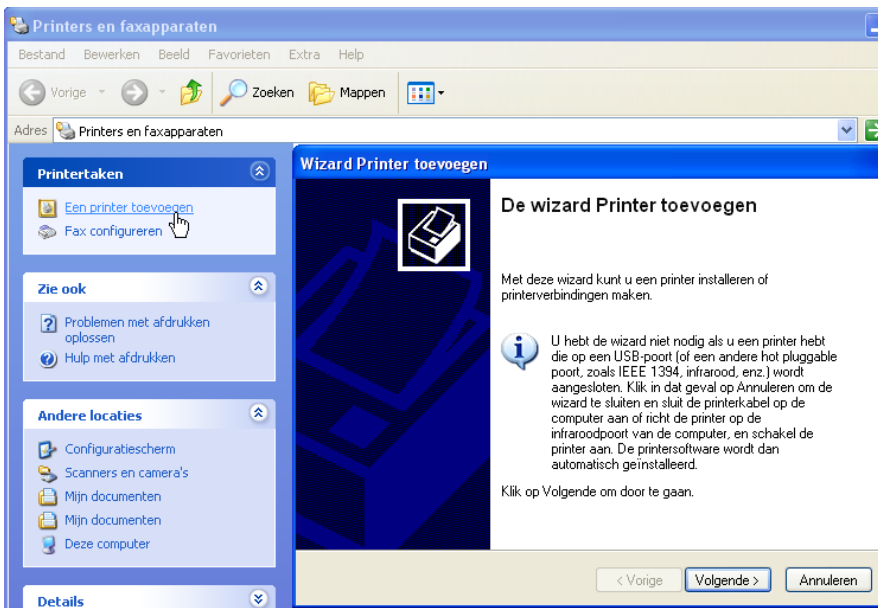 Printers en faxapparaten
Bestand Bewerken Beeld Favorieten Extra Help
Vorige Zoeken Mappen
Adres Printers en faxapparaten
Printertaken
Een printer toevoegen
Fax configureren
Zie ook
Problemen met afdrukken
oplossen
Hulp met afdrukken
Andere locaties
Configuratiescherm
Scanners en camera's
Mijn documenten
Mijn documenten
Deze computer
Details
Wizard Printer toevoegen
De wizard Printer toevoegen
Met deze wizard kunt u een printer installeren of
printerverbindingen maken.
U hebt de wizard niet nodig als u een printer hebt
die op een USB-poort (of een andere hot pluggable
poort, zoals IEEE 1394, infrarood, enz.) wordt
aangesloten. Klik in dat geval op Annuleren om de
wizard te sluiten en sluit de printerkabel op de
computer aan of richt de printer op de
infraroodpoort van de computer, en schakel de
printer aan. De printersoftware wordt dan
automatisch geïnstalleerd.
Klik op Volgende om door te gaan.
< Vorige Volgende > Annuleren